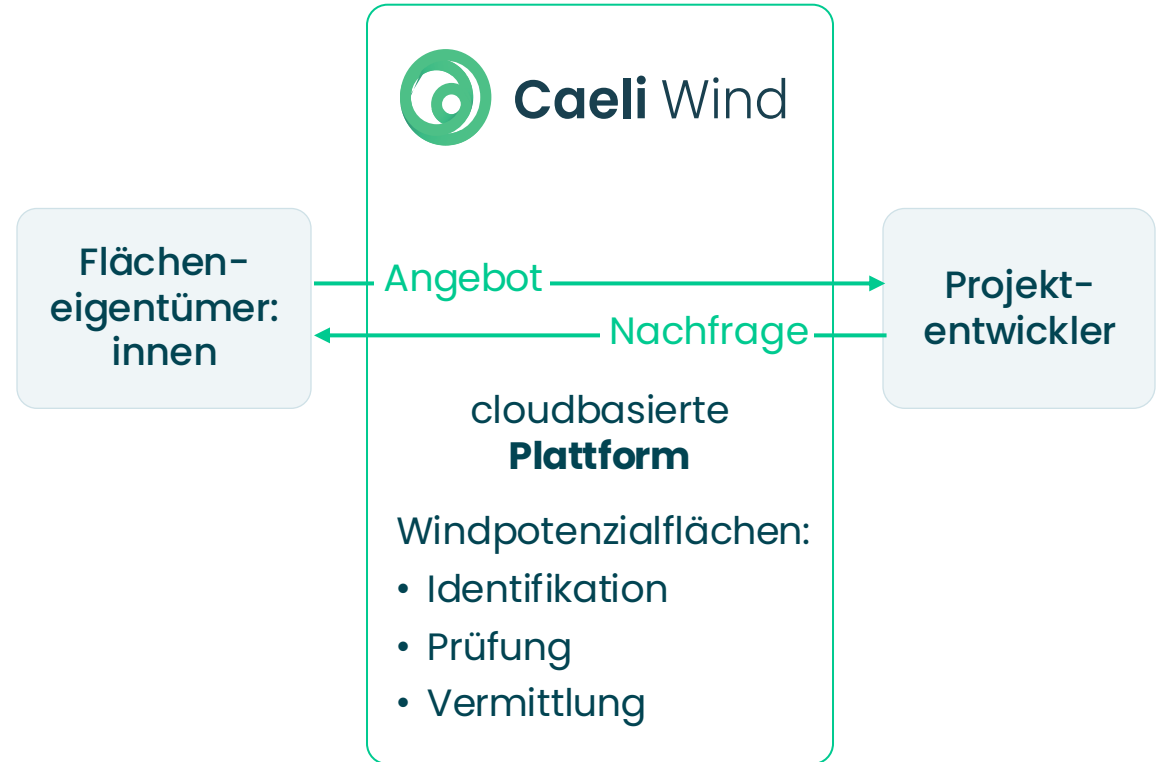 Caeli Wind
Flächen-
eigentümer:
innen
Angebot
Nachfrage
Projekt-
entwickler
cloudbasierte
Plattform
Windpotenzialflächen:
• Identifikation
• Prüfung
• Vermittlung